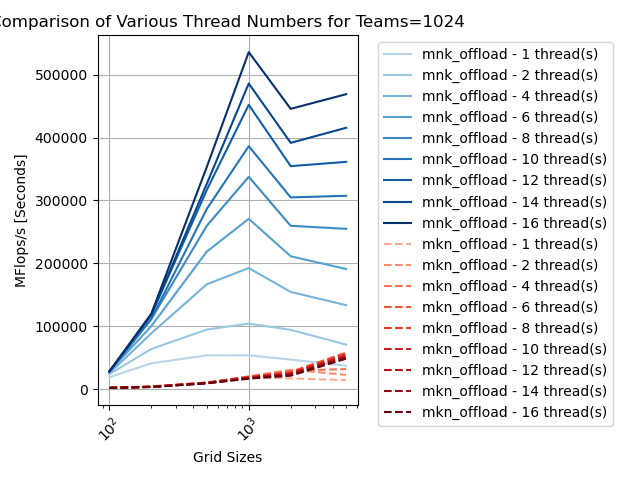 omparison of Various Thread Numbers for Teams=1024
MFlops/s [Seconds]
500000
400000
300000
200000
100000
0
10²
10³
Grid Sizes
mnk_offload - 1 thread(s)
mnk_offload - 2 thread(s)
mnk_offload - 4 thread(s)
mnk_offload - 6 thread(s)
mnk_offload - 8 thread(s)
mnk_offload - 10 thread(s)
mnk_offload - 12 thread(s)
mnk_offload - 14 thread(s)
mnk_offload - 16 thread(s)
mkn_offload - 1 thread(s)
mkn_offload - 2 thread(s)
mkn_offload - 4 thread(s)
mkn_offload - 6 thread(s)
mkn_offload - 8 thread(s)
mkn_offload - 10 thread(s)
mkn_offload - 12 thread(s)
mkn_offload - 14 thread(s)
mkn_offload - 16 thread(s)